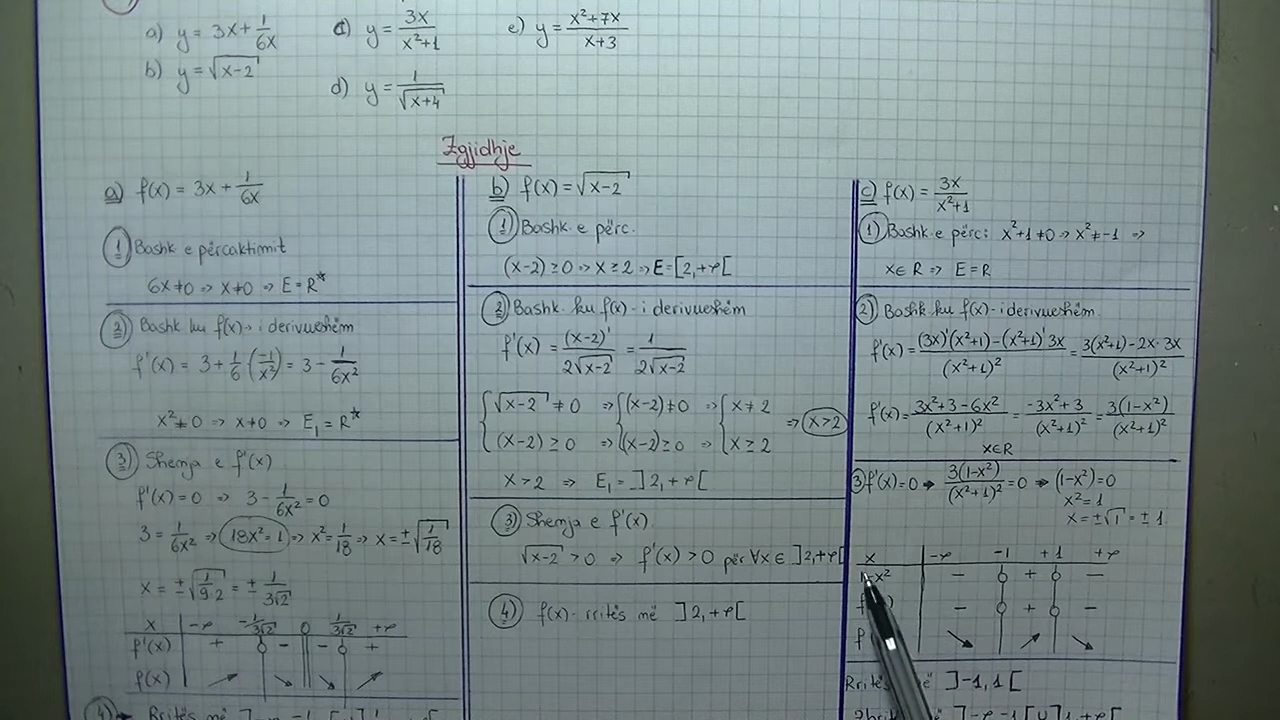 a) y = 3x + 1/6x
b) y = √(x-2)
c) y = 3x/(x²+1)
d) y = 1/√(x+4)
e) y = (x²+7x)/(x+3)
Zgjidhje
a) f(x) = 3x + 1/6x
① Bashk e përcaktimit
6x≠0 ⇒ x≠0 ⇒ E = R*
② Bashk ku f(x)-i derivueshëm
f'(x) = 3 + 1/6 (-1/x²) = 3 - 1/6x²
x²≠0 ⇒ x≠0 ⇒ E₁ = R*
③ Shenja e f'(x)
f'(x) = 0 ⇒ 3 - 1/6x² = 0
3 = 1/6x² ⇒ 18x² = 1 ⇒ x² = 1/18 ⇒ x = ±√(1/18)
x = ±√(1/9·2) = ± 1/3√2
x | -∞ -1/3√2 0 1/3√2 +∞
f'(x) | + 0 - - 0 +
f(x) | ↗ ↘ ↘ ↗
b) f(x) = √(x-2)
① Bashk. e përc.
(x-2) ≥ 0 ⇒ x ≥ 2 ⇒ E = [2,+∞[
② Bashk. ku f(x)-i derivueshëm
f'(x) = (x-2)'/2√(x-2) = 1/2√(x-2)
{ √(x-2) ≠ 0 ⇒ { (x-2) ≠ 0 ⇒ { x ≠ 2
(x-2) ≥ 0 ⇒ (x-2) ≥ 0 ⇒ x ≥ 2 ⇒ x>2
x > 2 ⇒ E₁ = ]2,+∞[
③ Shenja e f'(x)
√(x-2) > 0 ⇒ f'(x) > 0 për ∀x ∈ ]2,+∞[
④ f(x)-rritës në ]2,+∞[
c) f(x) = 3x/(x²+1)
① Bashk. e përc: x²+1≠0 ⇒ x²≠-1 ⇒
x∈R ⇒ E = R
② Bashk ku f(x)-i derivueshëm
f'(x) = ((3x)'(x²+1)-(x²+1)'3x)/(x²+1)² = (3(x²+1)-2x·3x)/(x²+1)²
f'(x) = (3x²+3-6x²)/(x²+1)² = (-3x²+3)/(x²+1)² = 3(1-x²)/(x²+1)²
x∈R
③ f'(x) = 0 ⇒ 3(1-x²)/(x²+1)² = 0 ⇒ (1-x²) = 0
x² = 1
x = ±√1 = ±1
x | -∞ -1 +1 +∞
1-x² | - 0 + 0 -
- 0 + 0 -
↘ ↗ ↘
]-1,1[